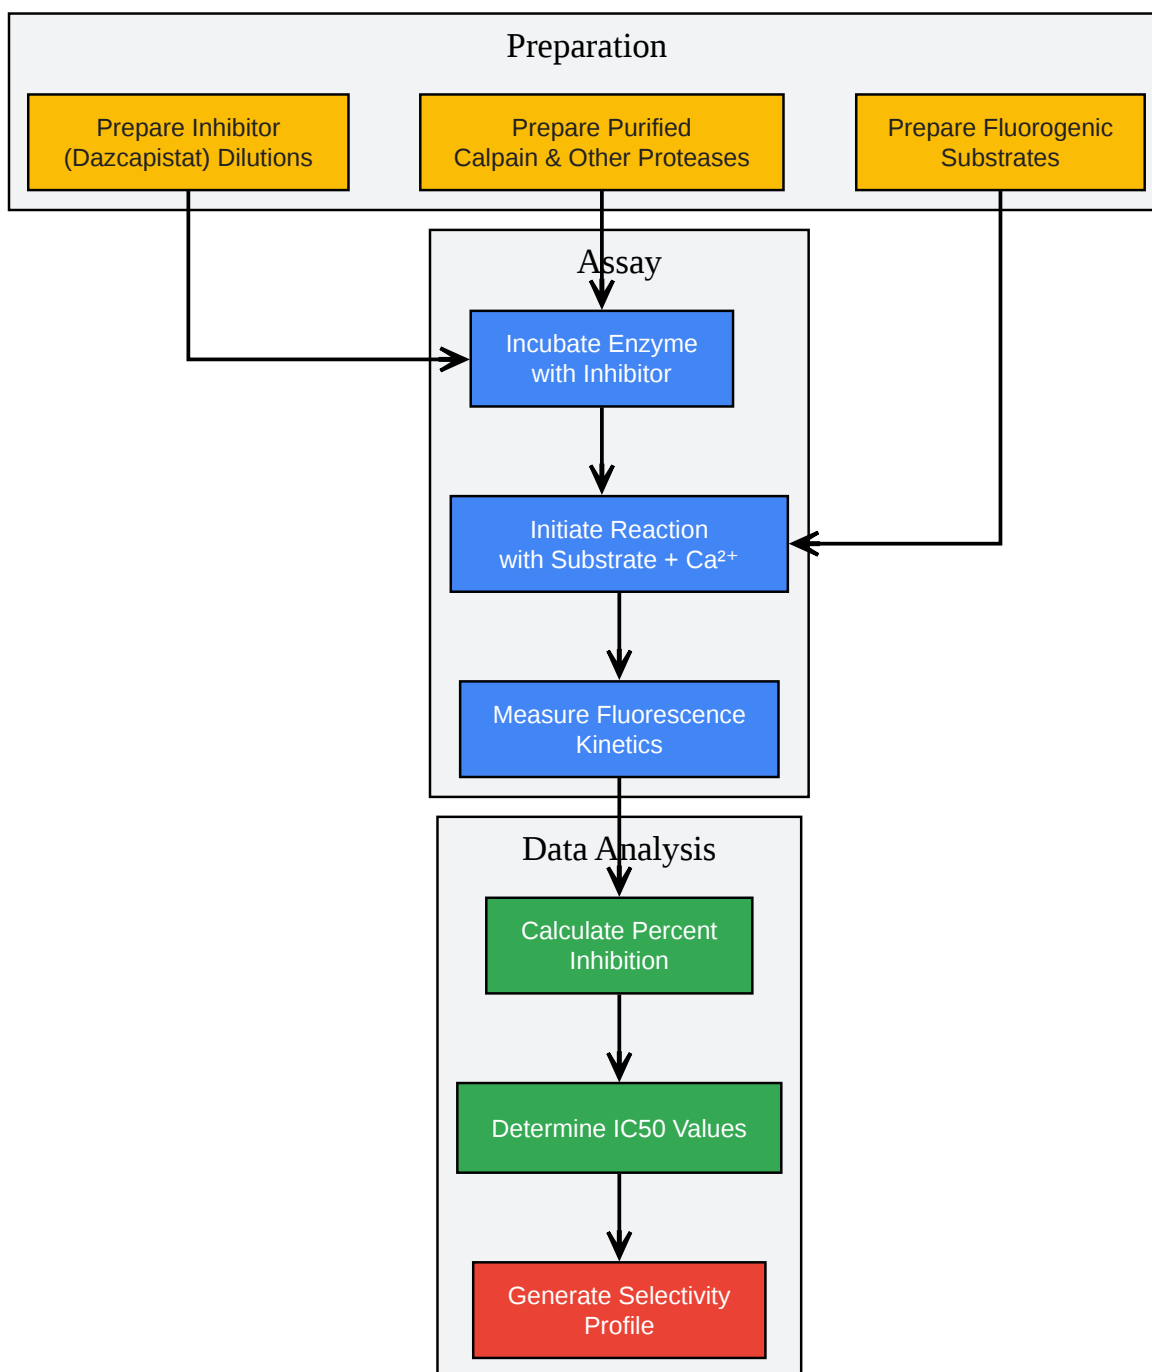 Preparation
Prepare Inhibitor
(Dazcapistat) Dilutions
Prepare Purified
Calpain & Other Proteases
Prepare Fluorogenic
Substrates
Assay
Incubate Enzyme
with Inhibitor
Initiate Reaction
with Substrate + Ca²⁺
Measure Fluorescence
Kinetics
Data Analysis
Calculate Percent
Inhibition
Determine IC50 Values
Generate Selectivity
Profile